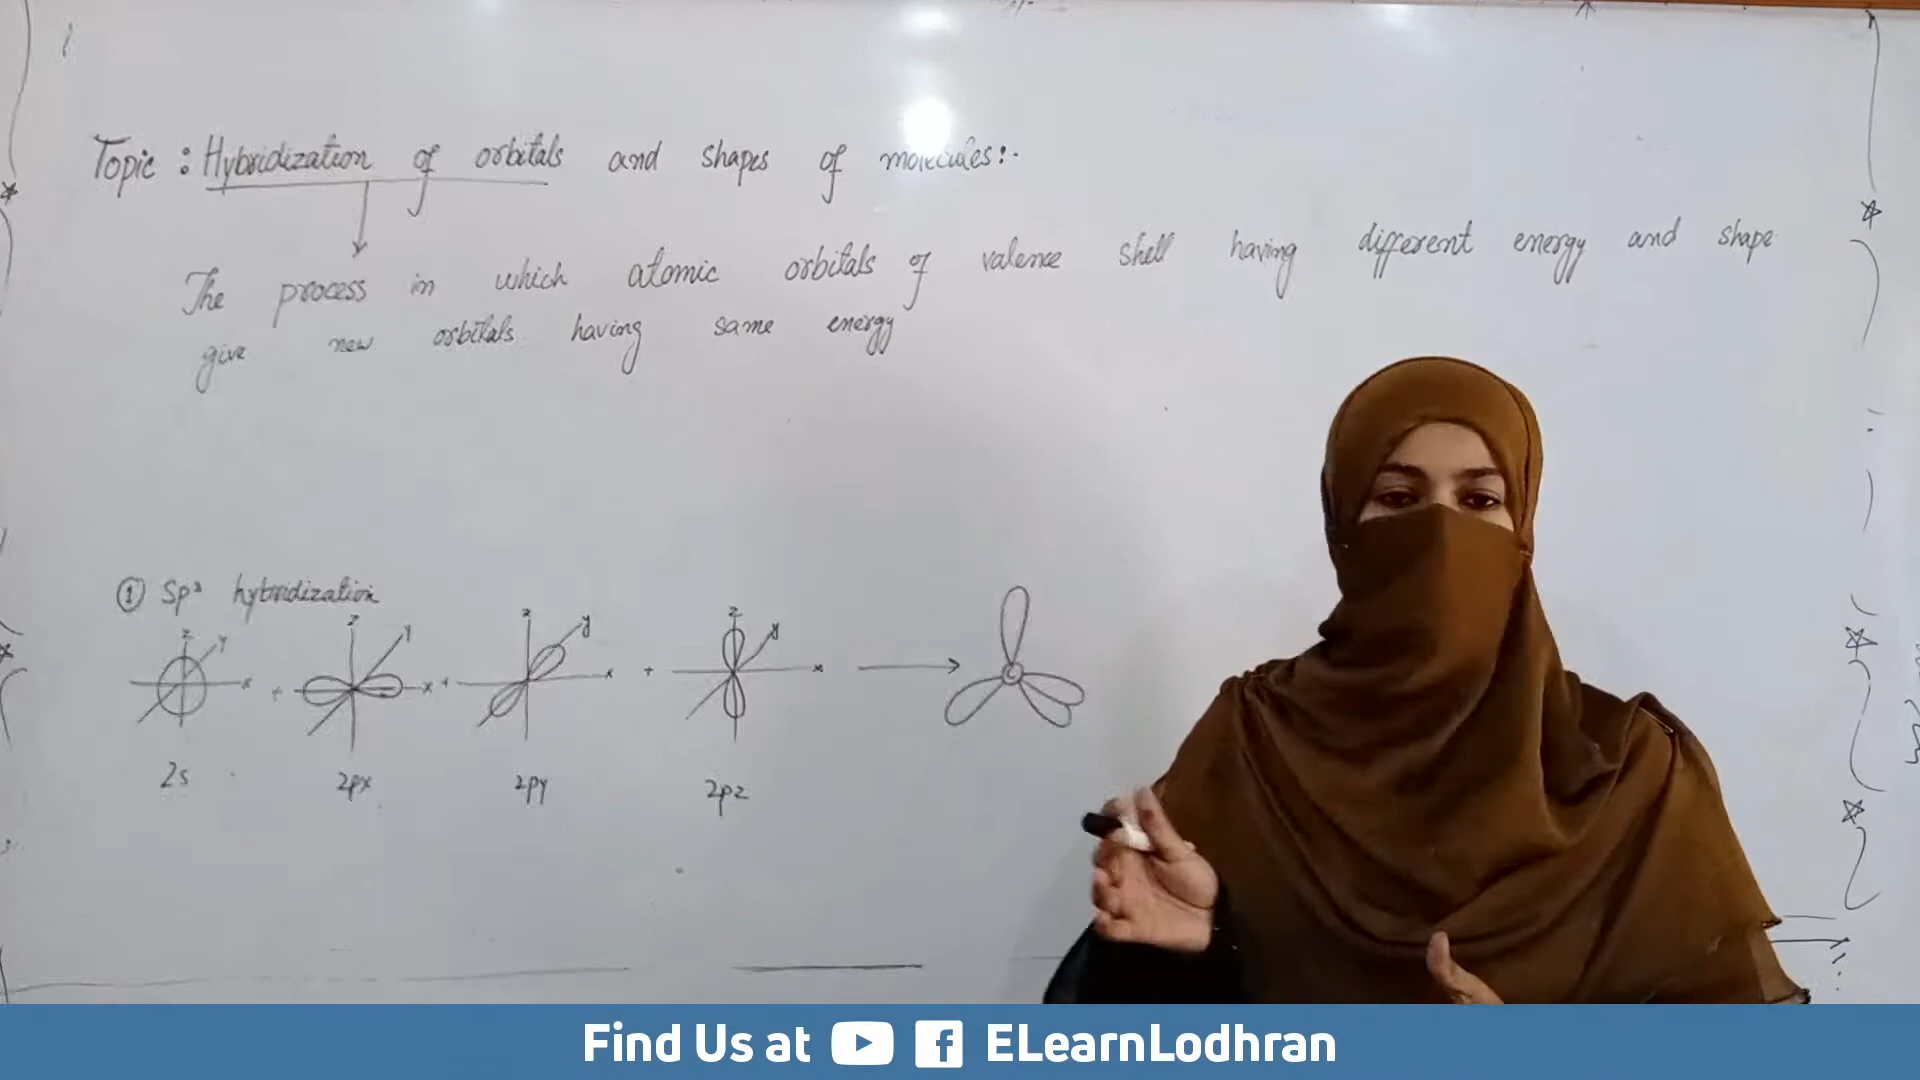 Topic : Hybridization of orbitals and shapes of molecules:-
The process in which atomic orbitals of valence shell having different energy and shape
give new orbitals having same energy
① Sp³ hybridization
z y x + z y x + z y x + z y x C
2s 2px 2py 2pz
Find Us at f ELearnLodhran